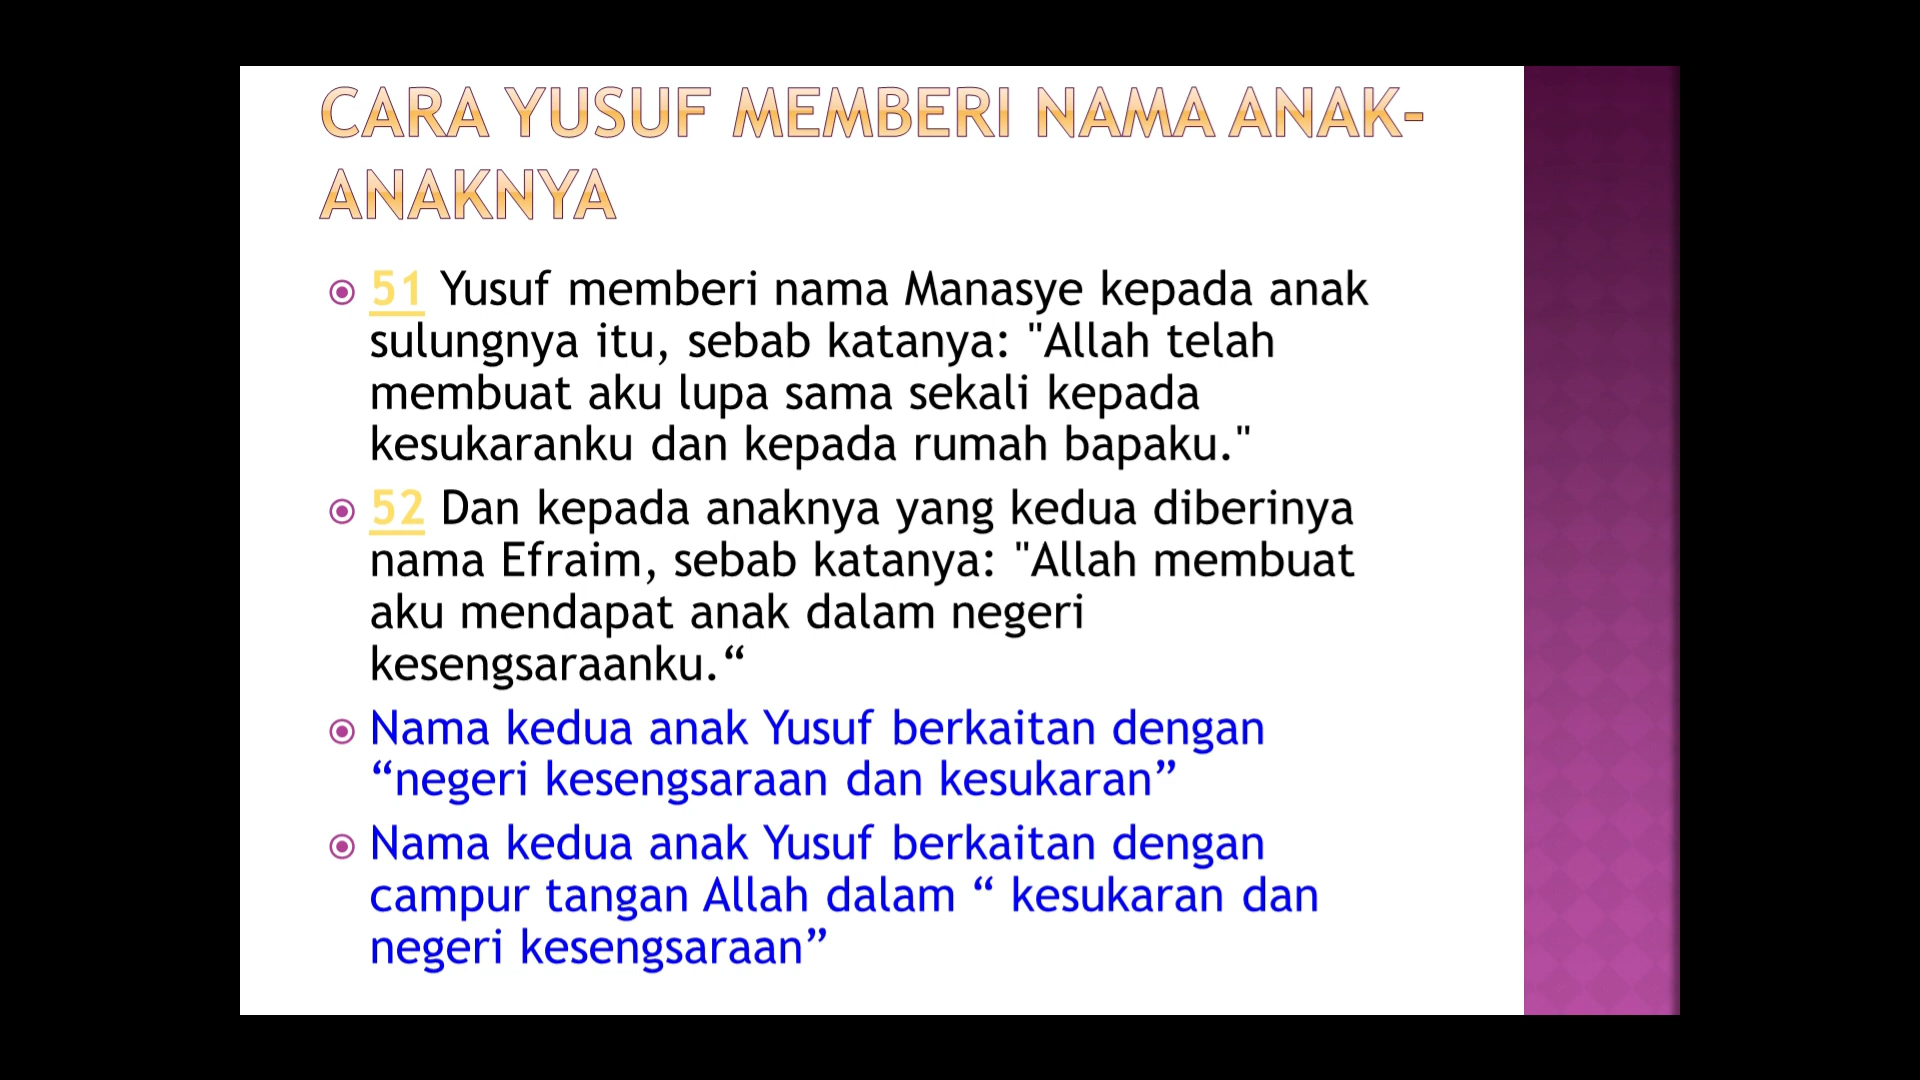 CARA YUSUF MEMBERI NAMA ANAK-
ANAKNYA
51 Yusuf memberi nama Manasye kepada anak
sulungnya itu, sebab katanya: "Allah telah
membuat aku lupa sama sekali kepada
kesukaranku dan kepada rumah bapaku."
52 Dan kepada anaknya yang kedua diberinya
nama Efraim, sebab katanya: "Allah membuat
aku mendapat anak dalam negeri
kesengsaraanku.“
Nama kedua anak Yusuf berkaitan dengan
“negeri kesengsaraan dan kesukaran”
Nama kedua anak Yusuf berkaitan dengan
campur tangan Allah dalam “ kesukaran dan
negeri kesengsaraan”